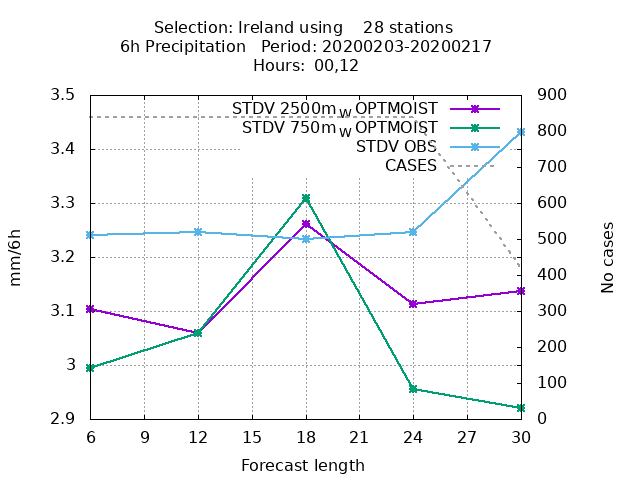 Selection: Ireland using    28 stations
6h Precipitation   Period: 20200203-20200217
Hours:  00,12
STDV 2500m_W OPTMOIST
STDV 750m_W OPTMOIST
STDV OBS
CASES
3.5
3.4
3.3
3.2
3.1
3
2.9
900
800
700
600
500
400
300
200
100
0
mm/6h
No cases
6 9 12 15 18 21 24 27 30
Forecast length